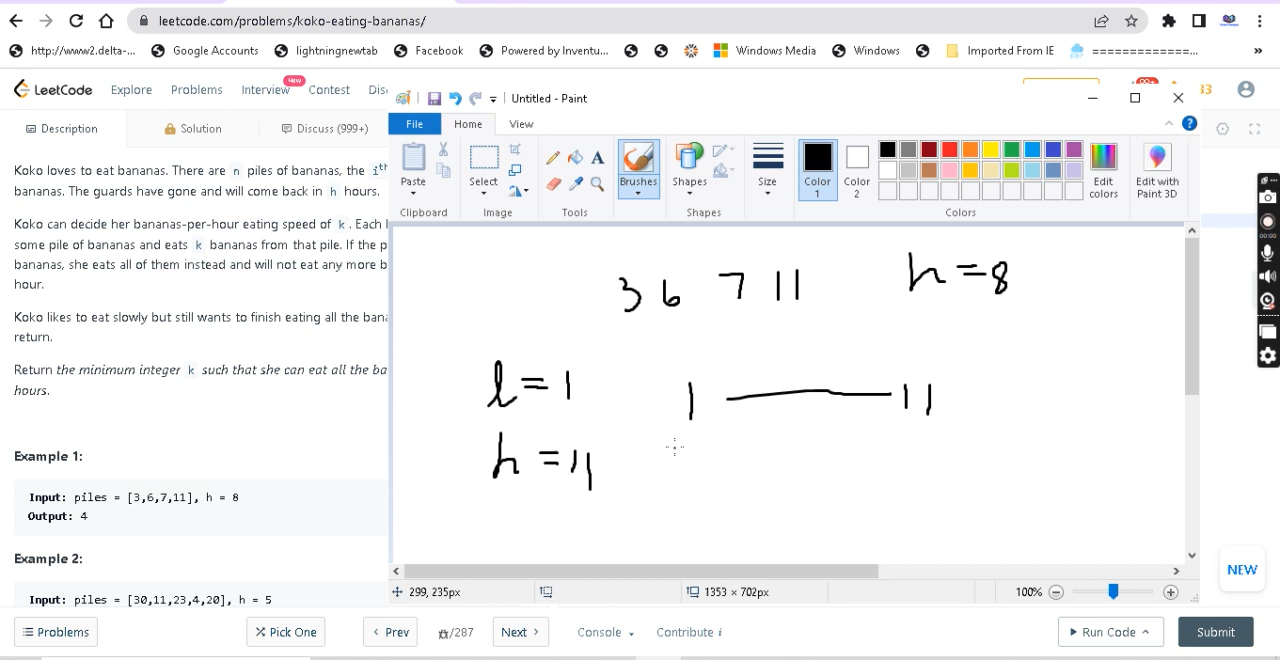 leetcode.com/problems/koko-eating-bananas/
http://www2.delta-... Google Accounts lightningnewtab Facebook Powered by Inventu... Windows Media Windows Imported From IE =============... »
LeetCode Explore Problems Interview New Contest Dis 99+ 33
Description Solution Discuss (999+)
Untitled - Paint
File Home View
Paste Select Brushes Shapes Size Color 1 Color 2 Edit colors Edit with Paint 3D
Clipboard Image Tools Shapes Colors
Koko loves to eat bananas. There are n piles of bananas, the ith
bananas. The guards have gone and will come back in h hours.
Koko can decide her bananas-per-hour eating speed of k. Each
some pile of bananas and eats k bananas from that pile. If the p
bananas, she eats all of them instead and will not eat any more b
hour.
Koko likes to eat slowly but still wants to finish eating all the bana
return.
Return the minimum integer k such that she can eat all the ba
hours.
Example 1:
Input: piles = [3,6,7,11], h = 8
Output: 4
Example 2:
Input: piles = [30,11,23,4,20], h = 5
3 6 7 11 h = 8
l = 1 1 11
h = 11
299, 235px 1353 × 702px 100%
NEW
Problems Pick One Prev /287 Next Console Contribute i Run Code Submit